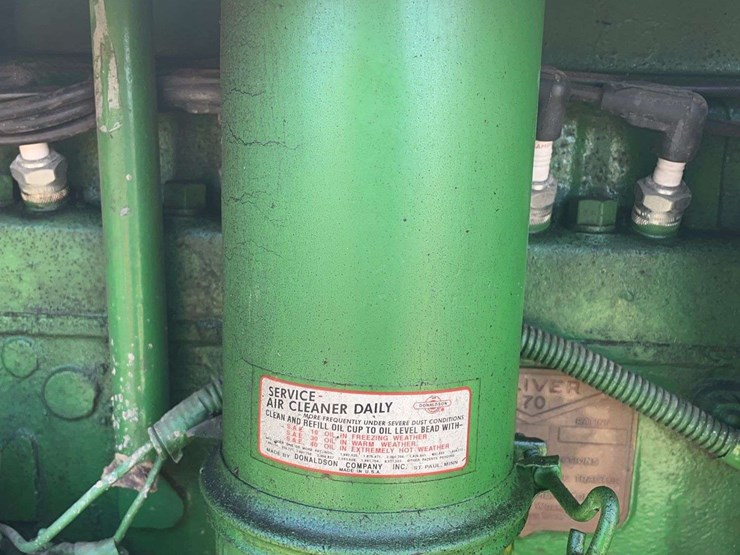 SERVICE-
AIR CLEANER DAILY
DONALDSON
MORE FREQUENTLY UNDER SEVERE DUST CONDITIONS
CLEAN AND REFILL OIL CUP TO OIL LEVEL BEAD WITH-
S.A.E. 10 OIL IN FREEZING WEATHER
S.A.E. 30 OIL IN WARM WEATHER.
S.A.E. 40 OIL IN EXTREMELY HOT WEATHER
MADE BY DONALDSON COMPANY INC. ST. PAUL, MINN
MADE IN U.S.A.
IVER
70